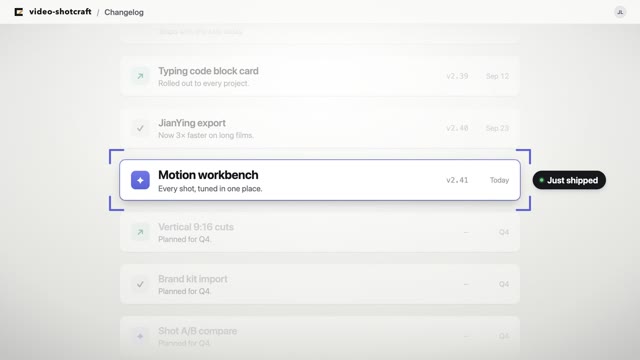 video-shotcraft / Changelog
JL
Typing code block card
Rolled out to every project.
v2.39
Sep 12
JianYing export
Now 3× faster on long films.
v2.40
Sep 23
Motion workbench
Every shot, tuned in one place.
v2.41
Today
Just shipped
Vertical 9:16 cuts
Planned for Q4.
–
Q4
Brand kit import
Planned for Q4.
–
Q4
Shot A/B compare
Planned for Q4.
–
Q4